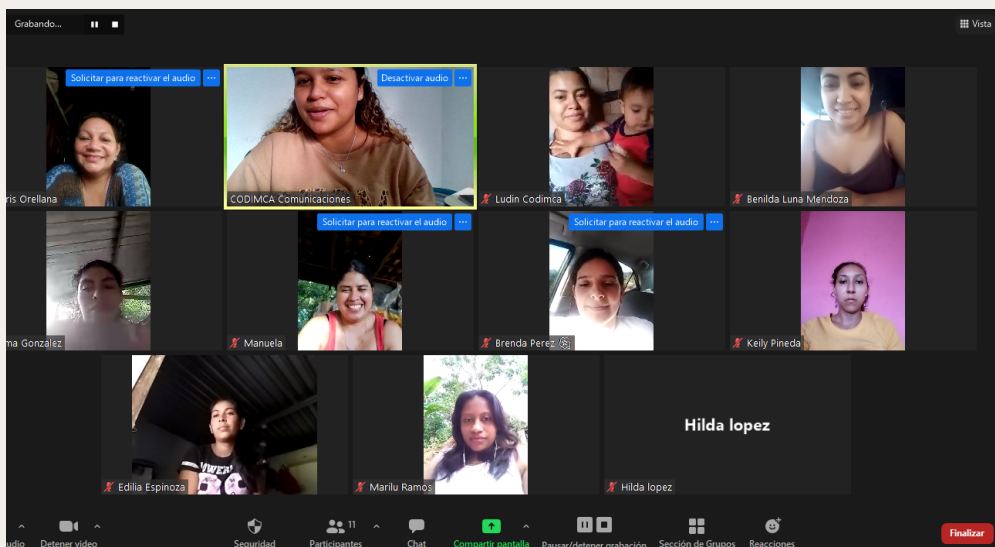 Grabando...
Vista
Solicitar para reactivar el audio ...
Desactivar audio ...
ris Orellana
CODIMCA Comunicaciones
Ludin Codimca
Benilda Luna Mendoza
Solicitar para reactivar el audio ...
Solicitar para reactivar el audio ...
ma Gonzalez
Manuela
Brenda Perez
Keily Pineda
Hilda lopez
Edilia Espinoza
Marilu Ramos
Hilda lopez
11
udio
Detener video
Seguridad
Participantes
Chat
Compartir pantalla
Pausar/detener grabación
Sección de Grupos
Reacciones
Finalizar